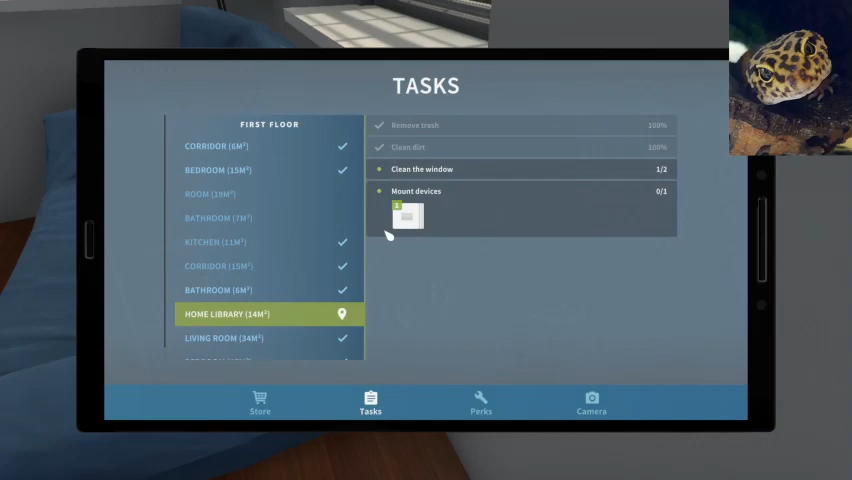 TASKS
FIRST FLOOR
CORRIDOR (6M²)
BEDROOM (15M²)
ROOM (19M²)
BATHROOM (7M²)
KITCHEN (11M²)
CORRIDOR (15M²)
BATHROOM (6M²)
HOME LIBRARY (14M²)
LIVING ROOM (34M²)
Remove trash 100%
Clean dirt 100%
Clean the window 1/2
Mount devices 0/1
1
Store Tasks Perks Camera